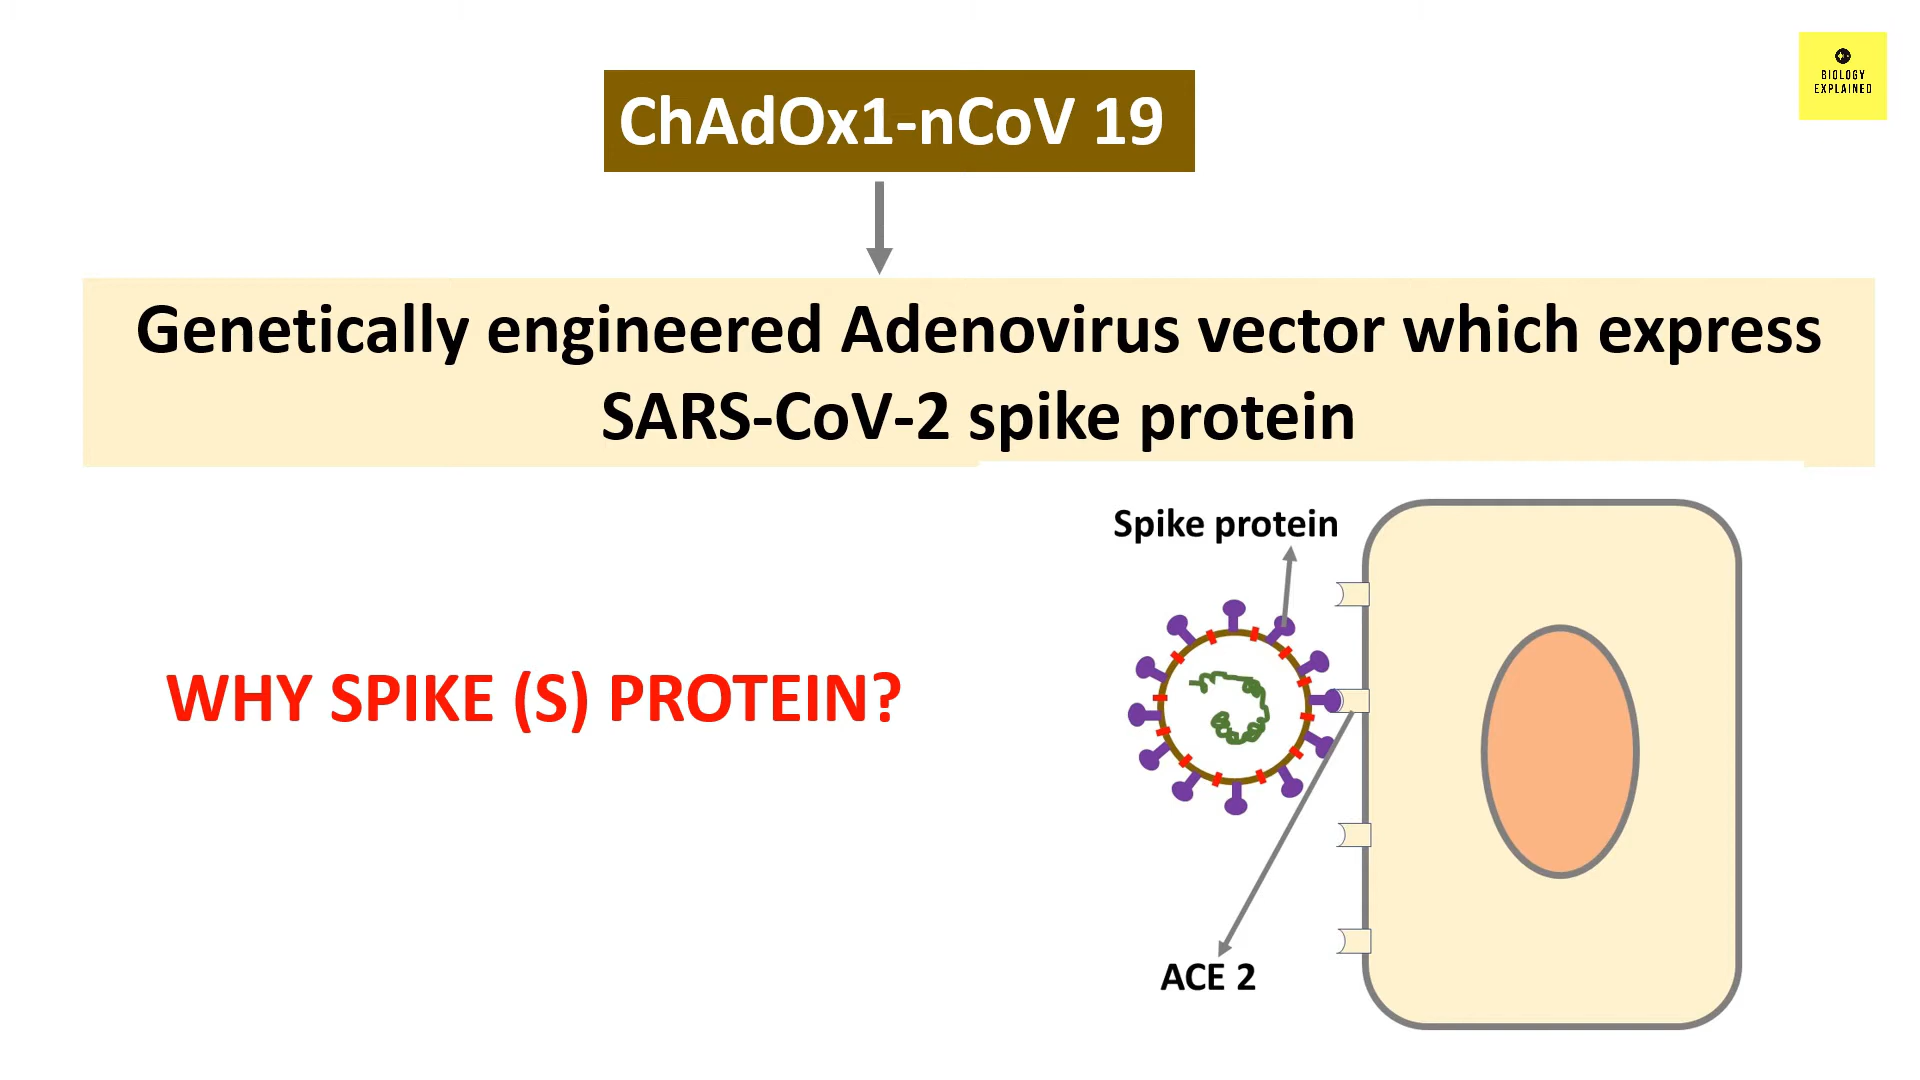 BIOLOGY
EXPLAINED
ChAdOx1-nCoV 19
Genetically engineered Adenovirus vector which express
SARS-CoV-2 spike protein
Spike protein
WHY SPIKE (S) PROTEIN?
ACE 2